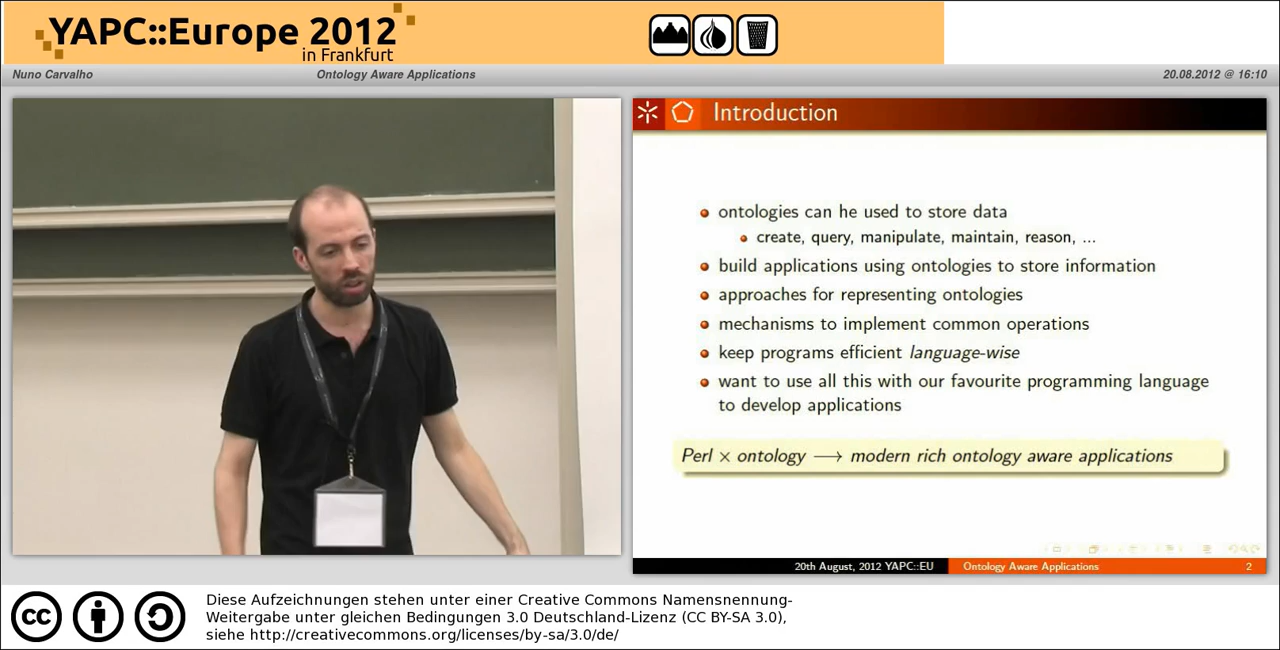 YAPC::Europe 2012
in Frankfurt
Nuno Carvalho
Ontology Aware Applications
20.08.2012 @ 16:10
Introduction
ontologies can he used to store data
create, query, manipulate, maintain, reason, ...
build applications using ontologies to store information
approaches for representing ontologies
mechanisms to implement common operations
keep programs efficient language-wise
want to use all this with our favourite programming language
to develop applications
Perl × ontology ⟶ modern rich ontology aware applications
20th August, 2012 YAPC::EU
Ontology Aware Applications
2
cc
Diese Aufzeichnungen stehen unter einer Creative Commons Namensnennung-
Weitergabe unter gleichen Bedingungen 3.0 Deutschland-Lizenz (CC BY-SA 3.0),
siehe http://creativecommons.org/licenses/by-sa/3.0/de/